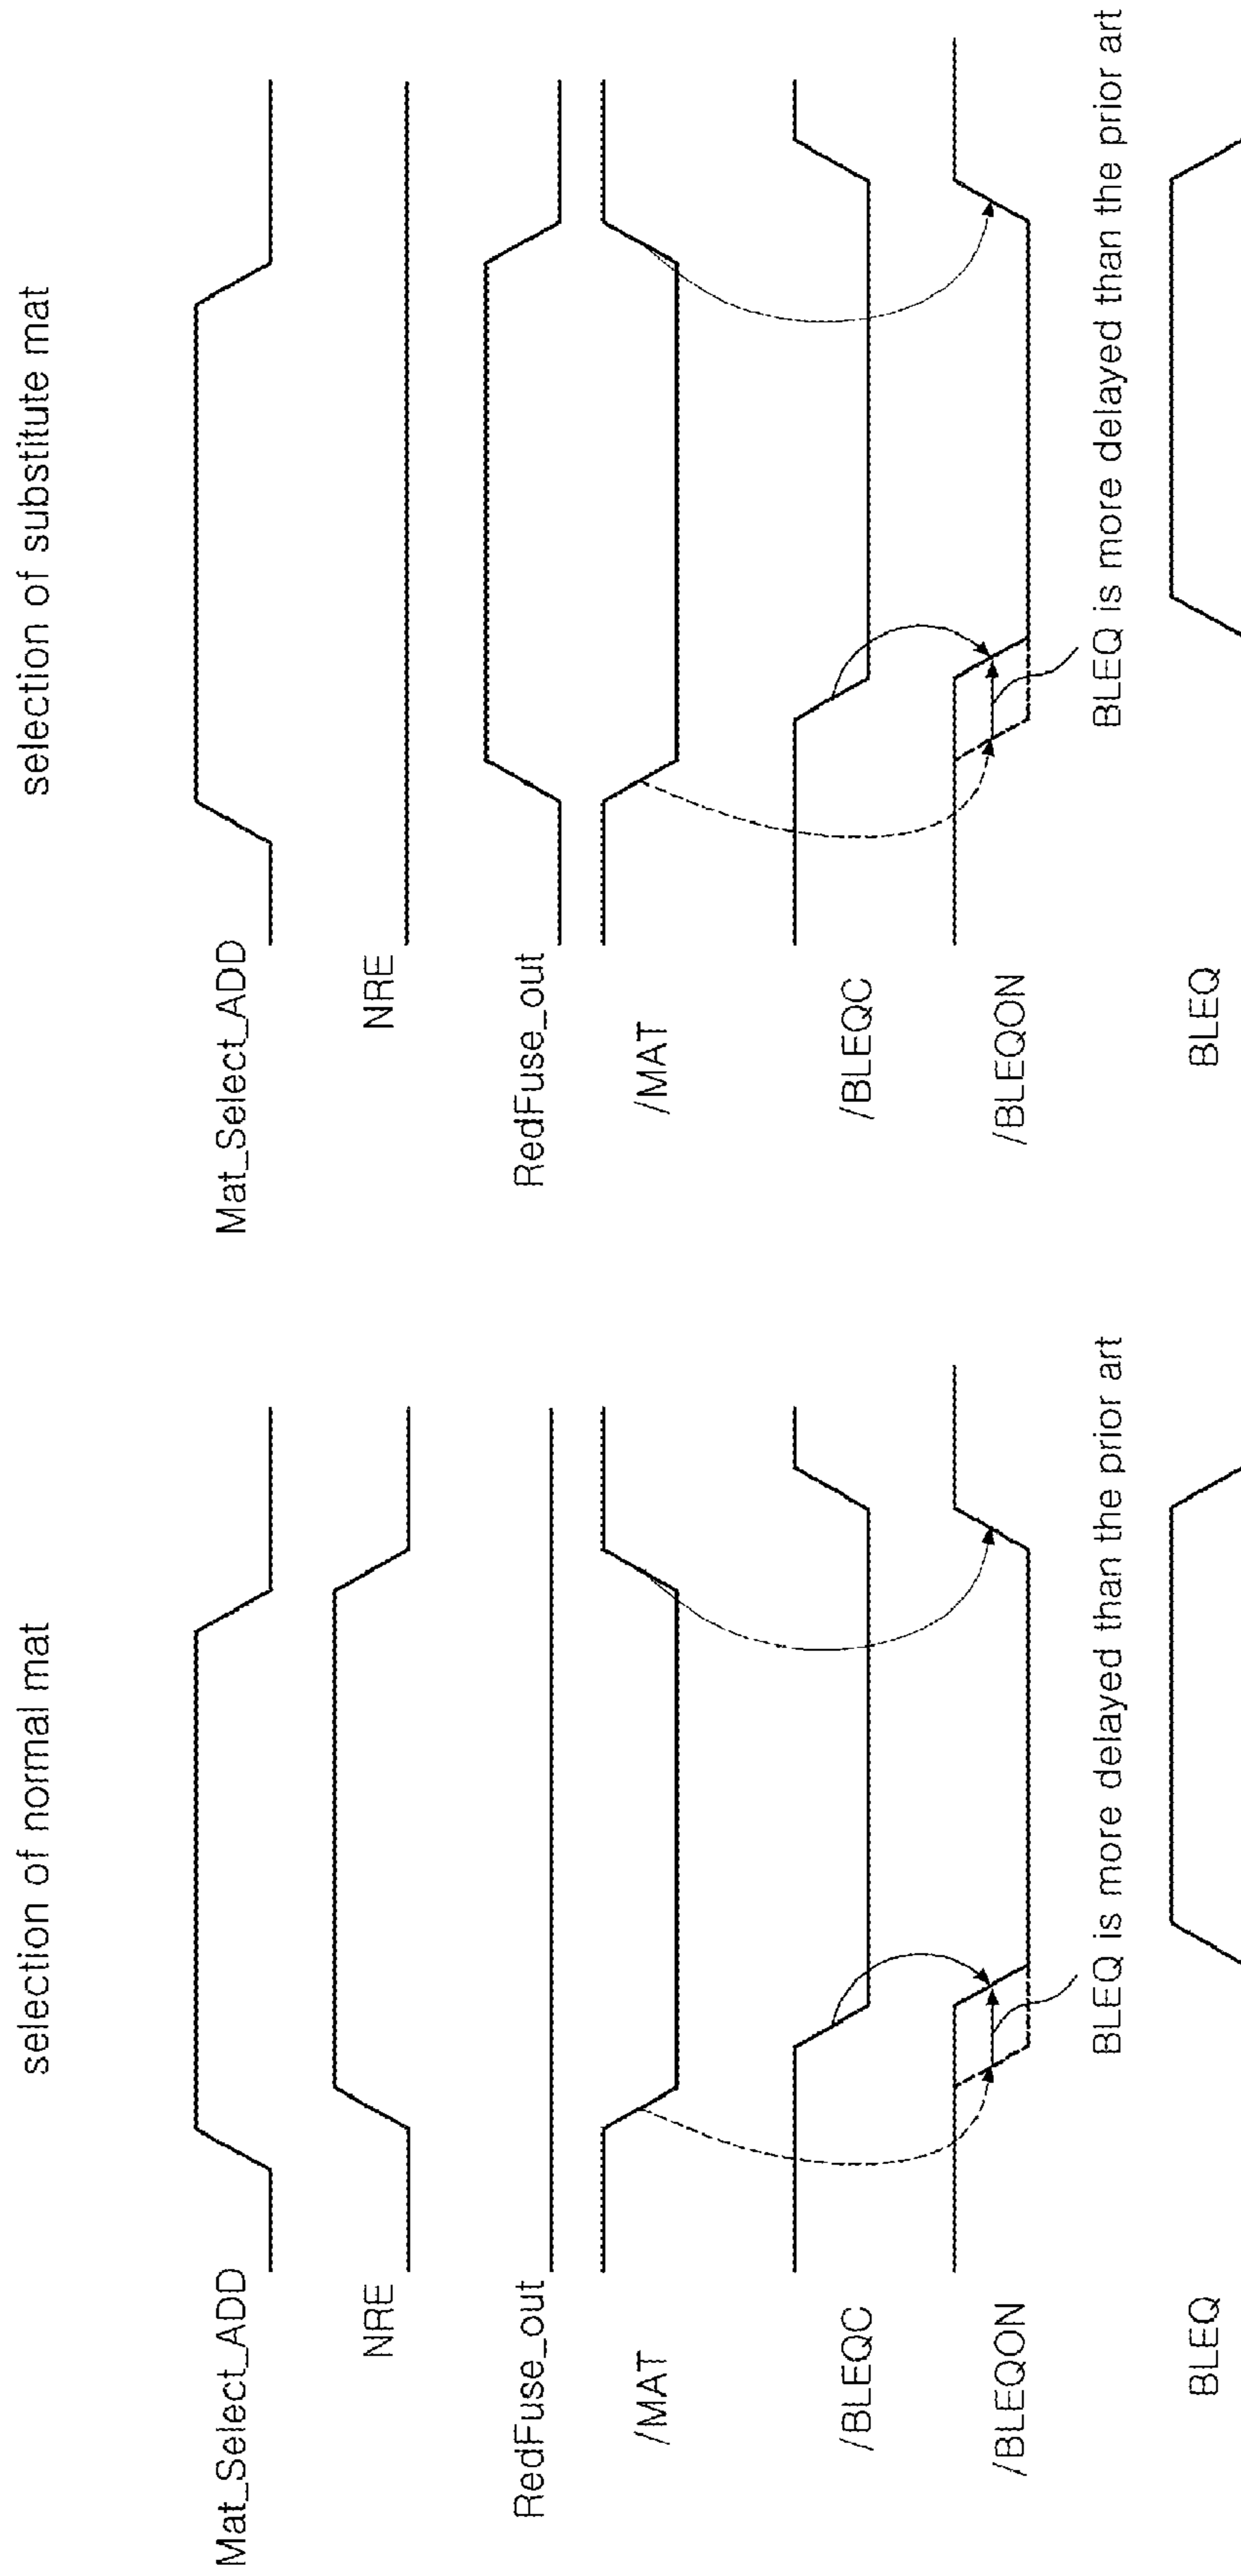 selection of normal mat
Mat_Select_ADD
NRE
RedFuse_out
/MAT
/BLEQC
/BLEQON
BLEQ is more delayed than the prior art
BLEQ
selection of substitute mat
Mat_Select_ADD
NRE
RedFuse_out
/MAT
/BLEQC
/BLEQON
BLEQ is more delayed than the prior art
BLEQ